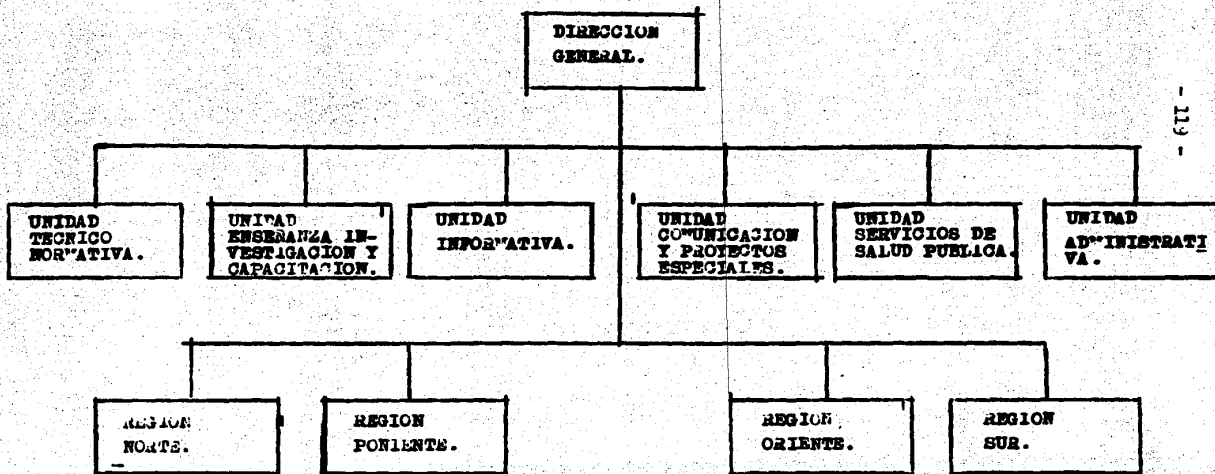 DIRECCION
GENERAL.
- 119 -
UNIDAD
TECNICO
NORMATIVA.
UNIDAD
ENSEÑANZA IN-
VESTIGACION Y
CAPACITACION.
UNIDAD
INFORMATIVA.
UNIDAD
COMUNICACION
Y PROYECTOS
ESPECIALES.
UNIDAD
SERVICIOS DE
SALUD PUBLICA.
UNIDAD
ADMINISTRATI
VA.
REGION
NORTE.
REGION
PONIENTE.
REGION
ORIENTE.
REGION
SUR.